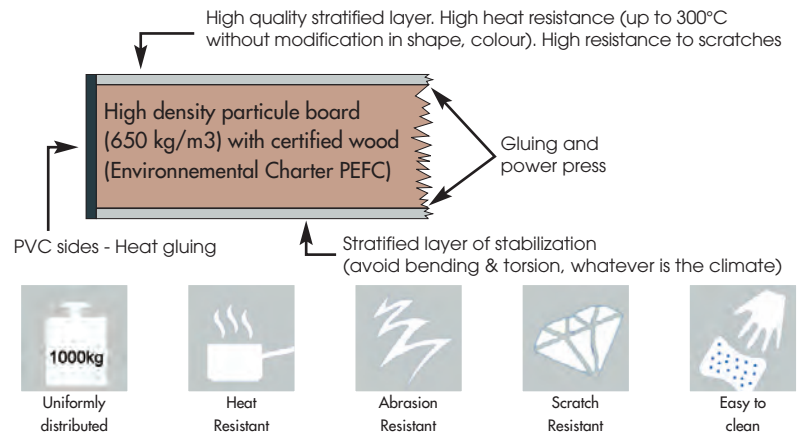 High quality stratified layer. High heat resistance (up to 300°C
without modification in shape, colour). High resistance to scratches
High density particule board
(650 kg/m3) with certified wood
(Environnemental Charter PEFC)
Gluing and
power press
PVC sides - Heat gluing
Stratified layer of stabilization
(avoid bending & torsion, whatever is the climate)
1000kg
Uniformly
distributed
Heat
Resistant
Abrasion
Resistant
Scratch
Resistant
Easy to
clean